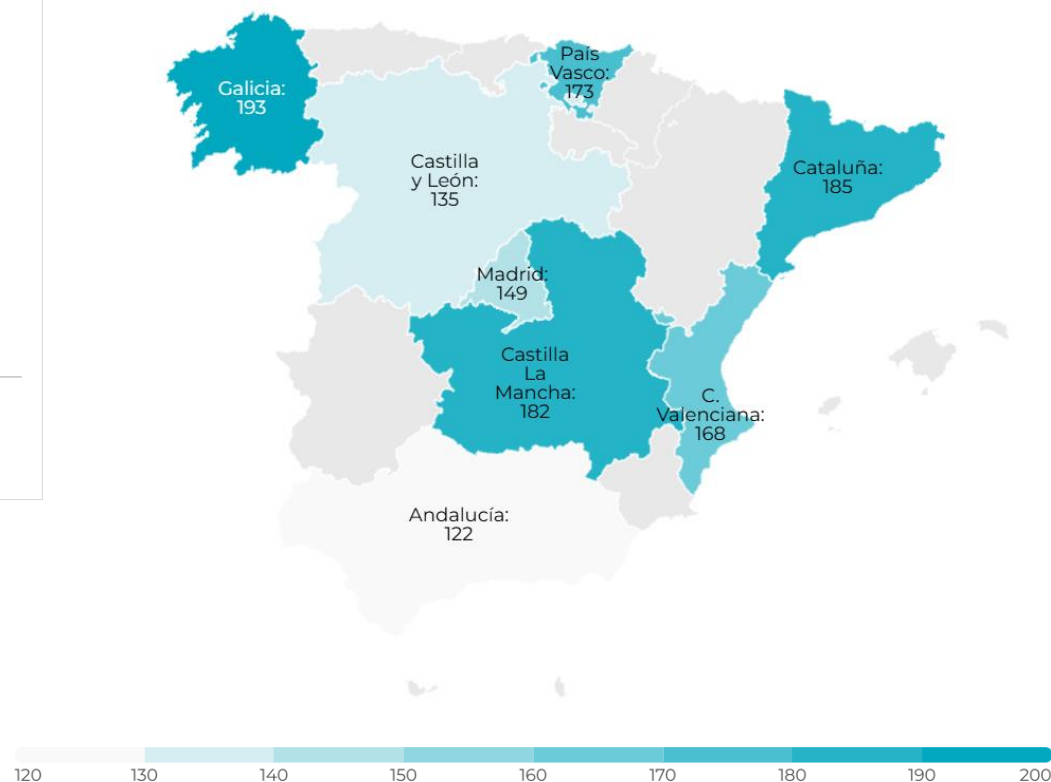 Galicia:
193
País
Vasco:
173
Castilla
y León:
135
Cataluña:
185
Madrid:
149
Castilla
La
Mancha:
182
C.
Valenciana:
168
Andalucía:
122
120 130 140 150 160 170 180 190 200